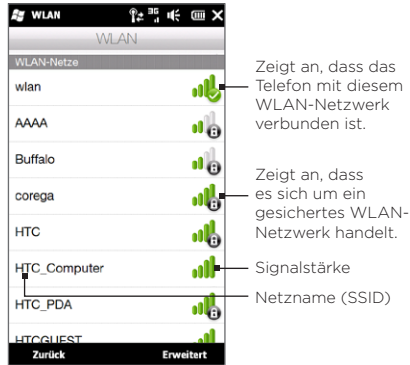 WLAN
3G
WLAN
WLAN-Netze
wlan
AAAA
Buffalo
corega
HTC
HTC_Computer
HTC_PDA
HTCGUEST
Zurück Erweitert
Zeigt an, dass das
Telefon mit diesem
WLAN-Netzwerk
verbunden ist.
Zeigt an, dass
es sich um ein
gesichertes WLAN-
Netzwerk handelt.
Signalstärke
Netzname (SSID)